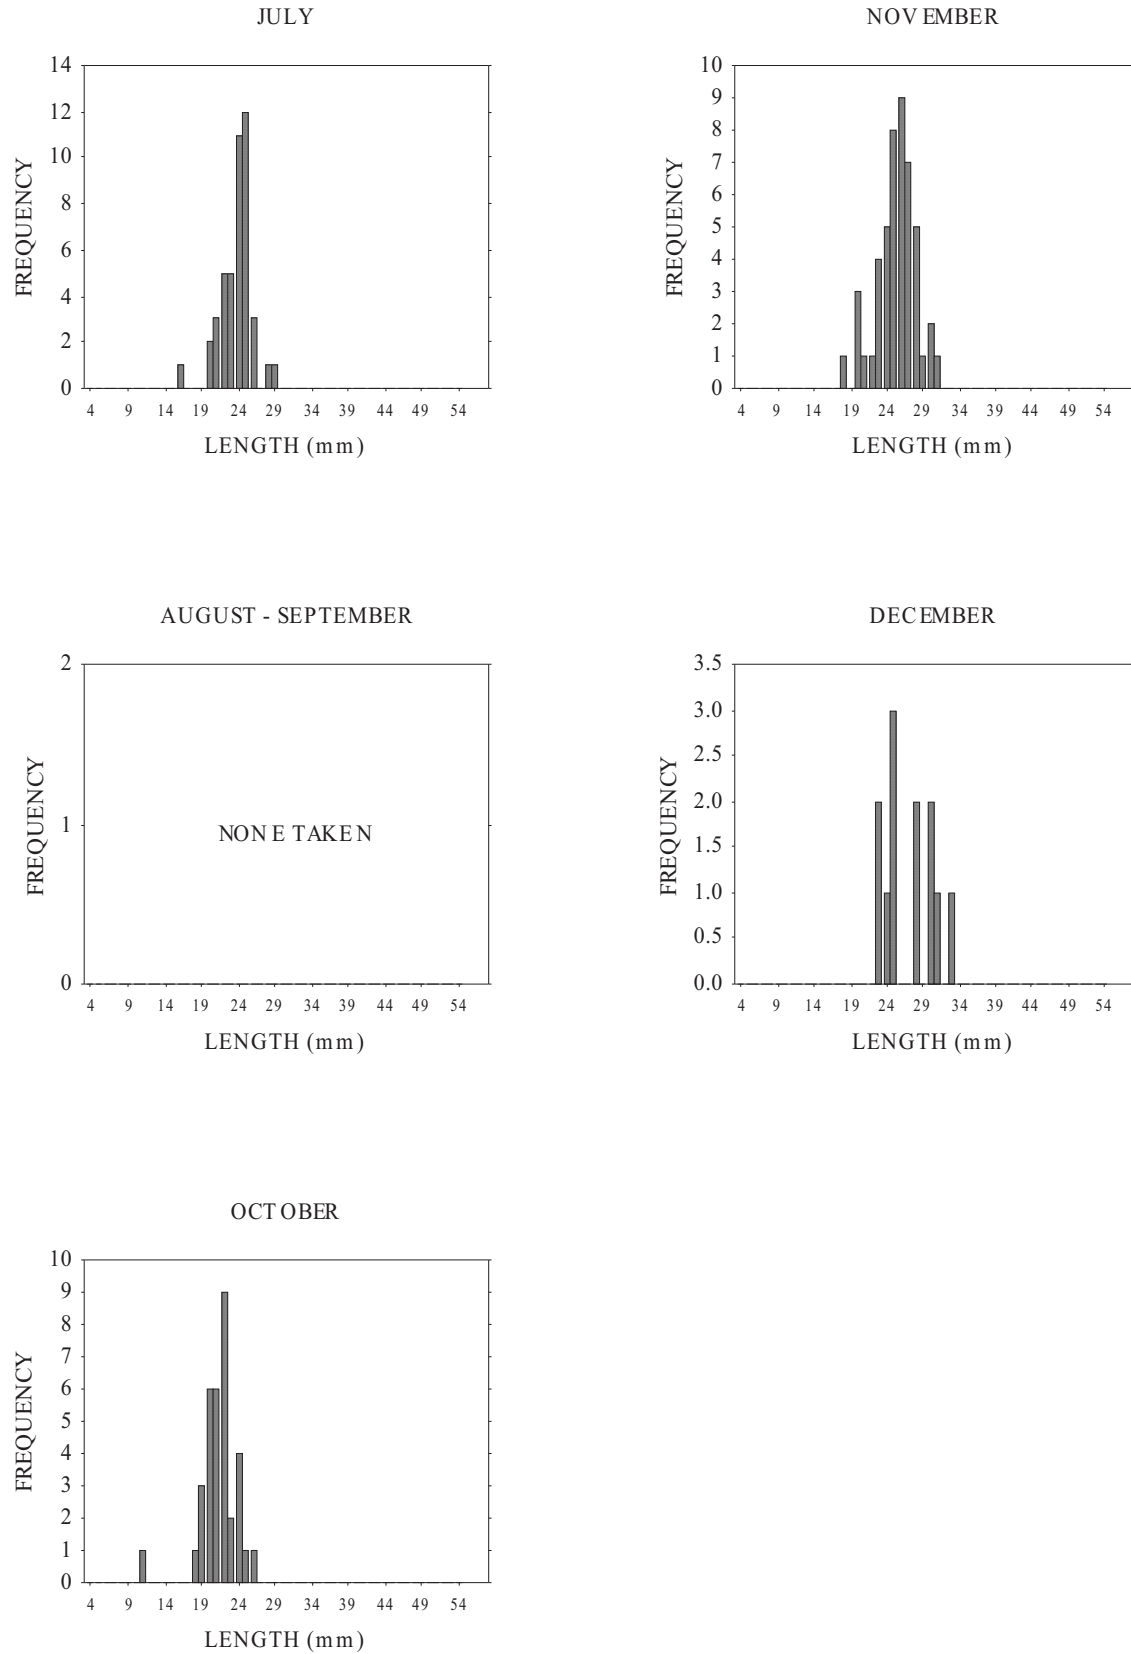 JULY
14
12
10
8
6
4
2
0
FREQUENCY
4 9 14 19 24 29 34 39 44 49 54
LENGTH (mm)
NOVEMBER
10
9
8
7
6
5
4
3
2
1
0
FREQUENCY
4 9 14 19 24 29 34 39 44 49 54
LENGTH (mm)
AUGUST - SEPTEMBER
2
1
0
FREQUENCY
NONE TAKEN
4 9 14 19 24 29 34 39 44 49 54
LENGTH (mm)
DECEMBER
3.5
3.0
2.5
2.0
1.5
1.0
0.5
0.0
FREQUENCY
4 9 14 19 24 29 34 39 44 49 54
LENGTH (mm)
OCTOBER
10
9
8
7
6
5
4
3
2
1
0
FREQUENCY
4 9 14 19 24 29 34 39 44 49 54
LENGTH (mm)